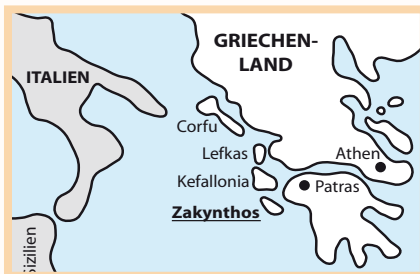 GRIECHEN-
LAND
ITALIEN
Corfu
Lefkas
Athen
Kefallonia
Patras
Zakynthos
Sizilien